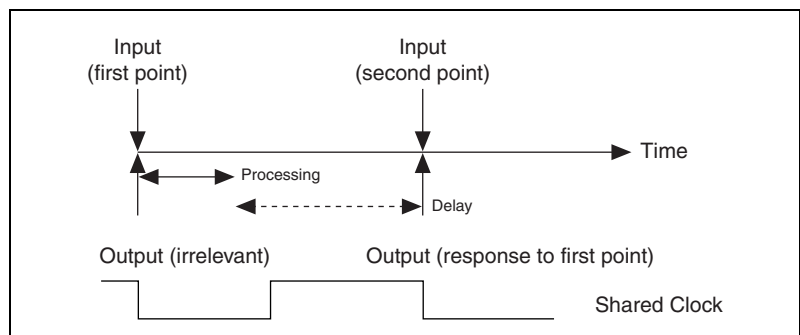 Input
(first point)
Input
(second point)
Time
Processing
Delay
Output (irrelevant)
Output (response to first point)
Shared Clock